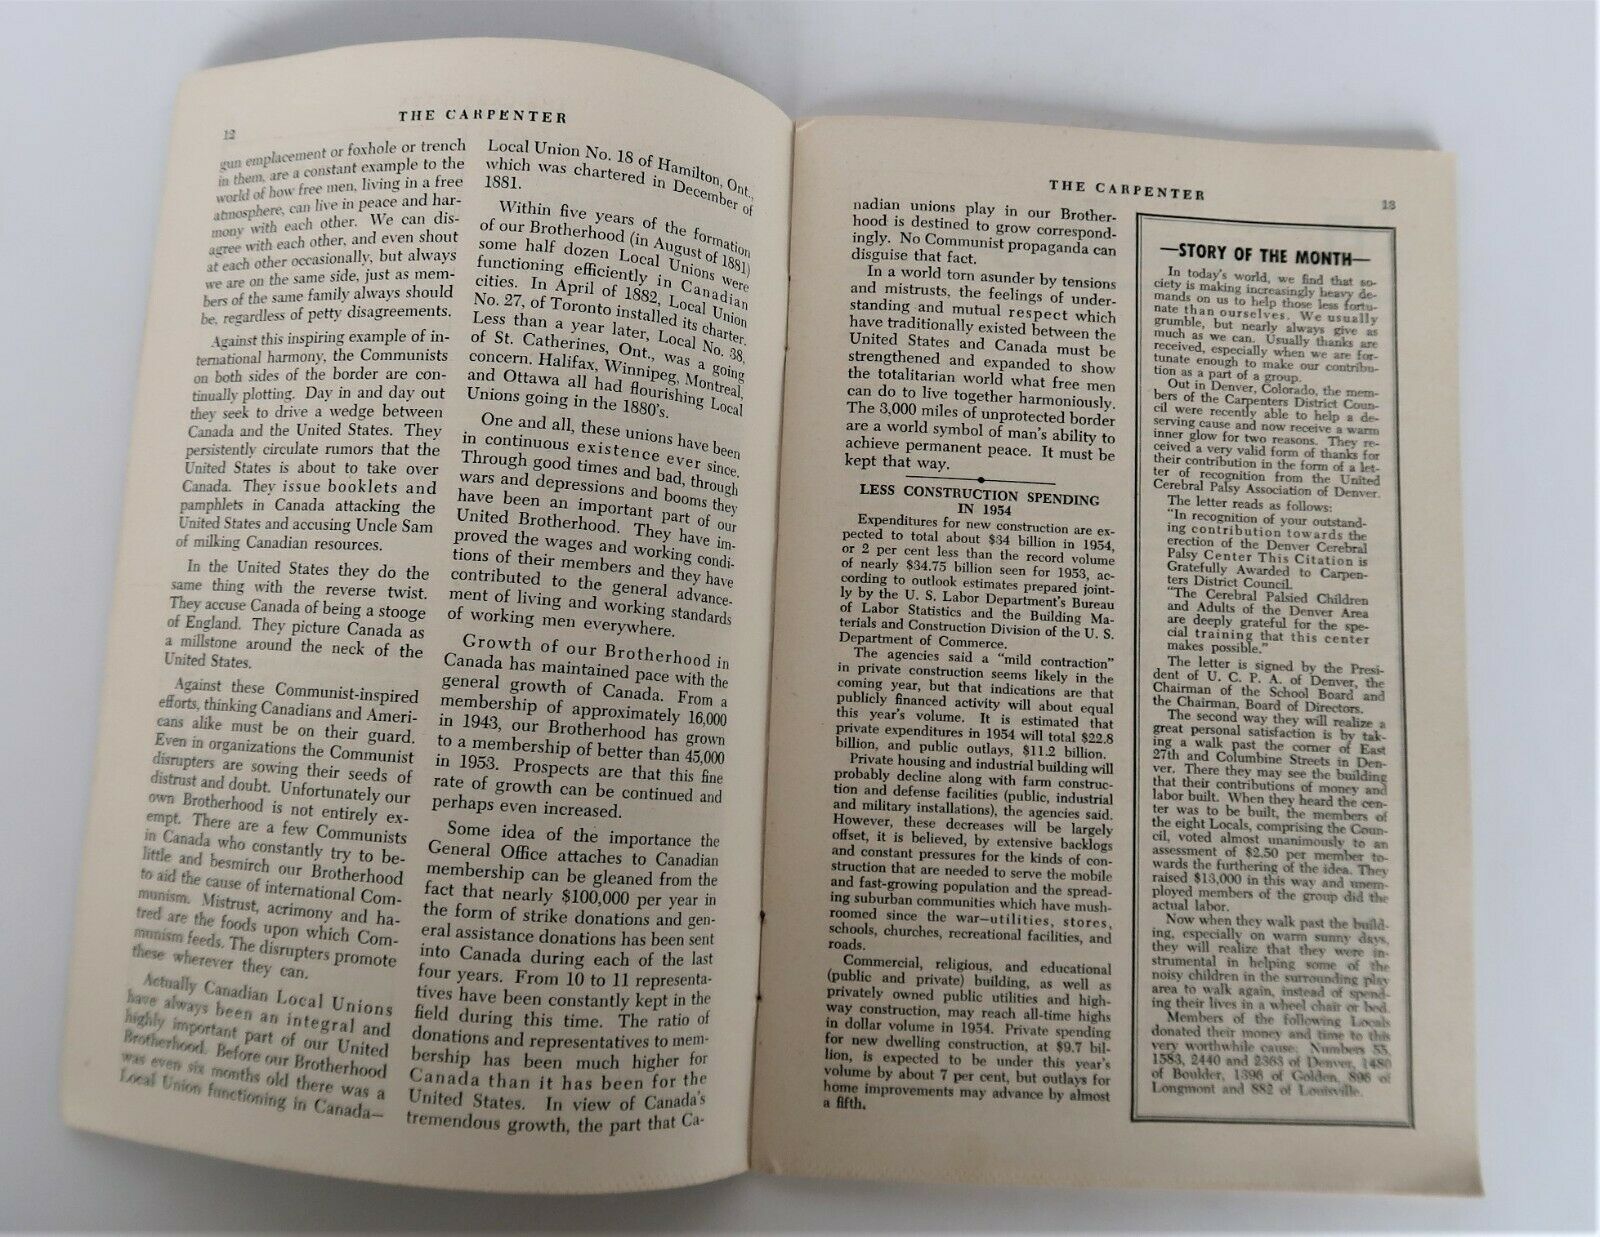 12
THE CARPENTER
gun emplacement or foxhole or trench
in them, are a constant example to the
world of how free men, living in a free
atmosphere, can live in peace and har-
mony with each other. We can dis-
agree with each other, and even shout
at each other occasionally, but always
we are on the same side, just as mem-
bers of the same family always should
be, regardless of petty disagreements.
Against this inspiring example of in-
ternational harmony, the Communists
on both sides of the border are con-
tinually plotting. Day in and day out
they seek to drive a wedge between
Canada and the United States. They
persistently circulate rumors that the
United States is about to take over
Canada. They issue booklets and
pamphlets in Canada attacking the
United States and accusing Uncle Sam
of milking Canadian resources.
In the United States they do the
same thing with the reverse twist.
They accuse Canada of being a stooge
of England. They picture Canada as
a millstone around the neck of the
United States.
Against these Communist-inspired
efforts, thinking Canadians and Ameri-
cans alike must be on their guard.
Even in organizations the Communist
disrupters are sowing their seeds of
distrust and doubt. Unfortunately our
own Brotherhood is not entirely ex-
empt. There are a few Communists
in Canada who constantly try to be-
little and besmirch our Brotherhood
to aid the cause of international Com-
munism. Mistrust, acrimony and ha-
tred are the foods upon which Com-
munism feeds. The disrupters promote
these wherever they can.
Actually Canadian Local Unions
have always been an integral and
highly important part of our United
Brotherhood. Before our Brotherhood
was even six months old there was a
Local Union functioning in Canada—
Local Union No. 18 of Hamilton, Ont.,
which was chartered in December of
1881.
Within five years of the formation
of our Brotherhood (in August of 1881)
some half dozen Local Unions were
functioning efficiently in Canadian
cities. In April of 1882, Local Union
No. 27, of Toronto installed its charter.
Less than a year later, Local No. 38,
of St. Catherines, Ont., was a going
concern. Halifax, Winnipeg, Montreal,
and Ottawa all had flourishing Local
Unions going in the 1880's.
One and all, these unions have been
in continuous existence ever since.
Through good times and bad, through
wars and depressions and booms they
have been an important part of our
United Brotherhood. They have im-
proved the wages and working condi-
tions of their members and they have
contributed to the general advance-
ment of living and working standards
of working men everywhere.
Growth of our Brotherhood in
Canada has maintained pace with the
general growth of Canada. From a
membership of approximately 16,000
in 1943, our Brotherhood has grown
to a membership of better than 45,000
in 1953. Prospects are that this fine
rate of growth can be continued and
perhaps even increased.
Some idea of the importance the
General Office attaches to Canadian
membership can be gleaned from the
fact that nearly $100,000 per year in
the form of strike donations and gen-
eral assistance donations has been sent
into Canada during each of the last
four years. From 10 to 11 representa-
tives have been constantly kept in the
field during this time. The ratio of
donations and representatives to mem-
bership has been much higher for
Canada than it has been for the
United States. In view of Canada's
tremendous growth, the part that Ca-
THE CARPENTER
13
nadian unions play in our Brother-
hood is destined to grow correspond-
ingly. No Communist propaganda can
disguise that fact.
In a world torn asunder by tensions
and mistrusts, the feelings of under-
standing and mutual respect which
have traditionally existed between the
United States and Canada must be
strengthened and expanded to show
the totalitarian world what free men
can do to live together harmoniously.
The 3,000 miles of unprotected border
are a world symbol of man's ability to
achieve permanent peace. It must be
kept that way.
LESS CONSTRUCTION SPENDING
IN 1954
Expenditures for new construction are ex-
pected to total about $34 billion in 1954,
or 2 per cent less than the record volume
of nearly $34.75 billion seen for 1953, ac-
cording to outlook estimates prepared joint-
ly by the U. S. Labor Department's Bureau
of Labor Statistics and the Building Ma-
terials and Construction Division of the U. S.
Department of Commerce.
The agencies said a "mild contraction"
in private construction seems likely in the
coming year, but that indications are that
publicly financed activity will about equal
this year's volume. It is estimated that
private expenditures in 1954 will total $22.8
billion, and public outlays, $11.2 billion.
Private housing and industrial building will
probably decline along with farm construc-
tion and defense facilities (public, industrial
and military installations), the agencies said.
However, these decreases will be largely
offset, it is believed, by extensive backlogs
and constant pressures for the kinds of con-
struction that are needed to serve the mobile
and fast-growing population and the spread-
ing suburban communities which have mush-
roomed since the war—utilities, stores,
schools, churches, recreational facilities, and
roads.
Commercial, religious, and educational
(public and private) building, as well as
privately owned public utilities and high-
way construction, may reach all-time highs
in dollar volume in 1954. Private spending
for new dwelling construction, at $9.7 bil-
lion, is expected to be under this year's
volume by about 7 per cent, but outlays for
home improvements may advance by almost
a fifth.
—STORY OF THE MONTH—
In today's world, we find that so-
ciety is making increasingly heavy de-
mands on us to help those less fortu-
nate than ourselves. We usually
grumble, but nearly always give as
much as we can. Usually thanks are
received, especially when we are for-
tunate enough to make our contribu-
tion as a part of a group.
Out in Denver, Colorado, the mem-
bers of the Carpenters District Coun-
cil were recently able to help a de-
serving cause and now receive a warm
inner glow for two reasons. They re-
ceived a very valid form of thanks for
their contribution in the form of a let-
ter of recognition from the United
Cerebral Palsy Association of Denver.
The letter reads as follows:
"In recognition of your outstand-
ing contribution towards the
erection of the Denver Cerebral
Palsy Center This Citation is
Gratefully Awarded to Carpen-
ters District Council.
"The Cerebral Palsied Children
and Adults of the Denver Area
are deeply grateful for the spe-
cial training that this center
makes possible."
The letter is signed by the Presi-
dent of U. C. P. A. of Denver, the
Chairman of the School Board and
the Chairman, Board of Directors.
The second way they will realize a
great personal satisfaction is by tak-
ing a walk past the corner of East
27th and Columbine Streets in Den-
ver. There they may see the building
that their contributions of money and
labor built. When they heard the cen-
ter was to be built, the members of
the eight Locals, comprising the Coun-
cil, voted almost unanimously to an
assessment of $2.50 per member to-
wards the furthering of the idea. They
raised $13,000 in this way and unem-
ployed members of the group did the
actual labor.
Now when they walk past the build-
ing, especially on warm sunny days,
they will realize that they were in-
strumental in helping some of the
noisy children in the surrounding play
area to walk again, instead of spend-
ing their lives in a wheel chair or bed.
Members of the following Locals
donated their money and time to this
very worthwhile cause: Numbers 55,
1583, 2440 and 2363 of Denver, 1480
of Boulder, 1396 of Golden, 896 of
Longmont and 882 of Louisville.